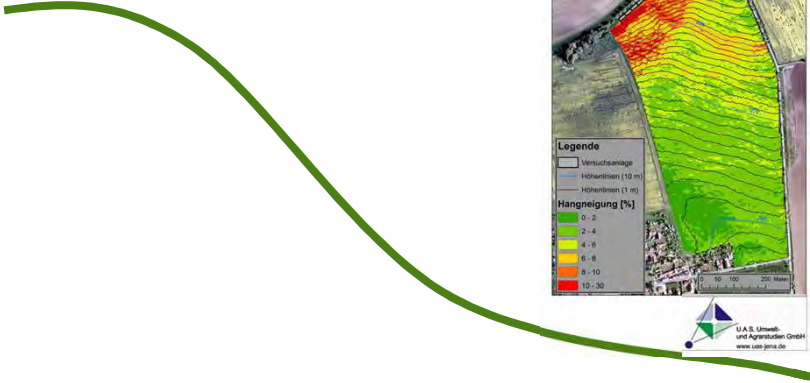 Legende
Versuchsanlage
Höhenlinien (10 m)
Höhenlinien (1 m)
Hangneigung [%]
0 - 2
2 - 4
4 - 6
6 - 8
8 - 10
10 - 30
0 50 100 200 Meter
U.A.S. Umwelt-
und Agrarstudien GmbH
www.uas-jena.de